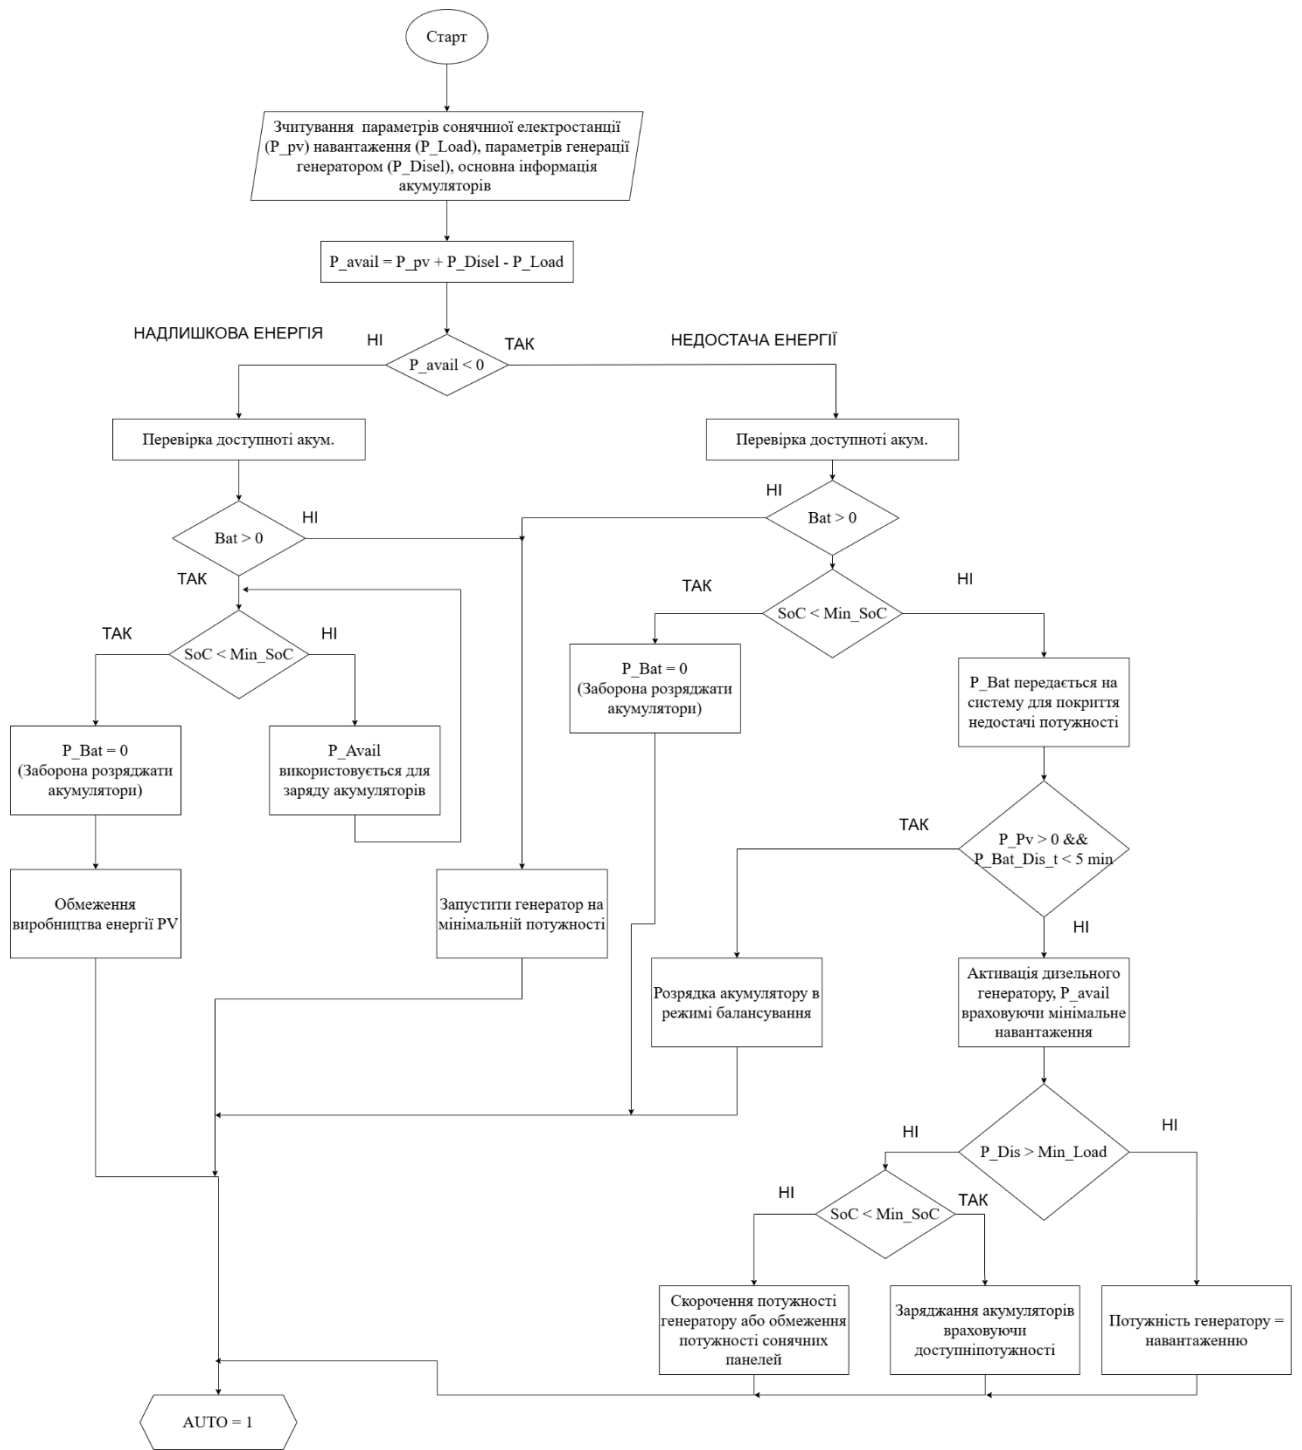 Старт
Зчитування параметрів сонячниої електростанції
(P_pv) навантаження (P_Load), параметрів генерації
генератором (P_Disel), основна інформація
акумуляторів
P_avail = P_pv + P_Disel - P_Load
НАДЛИШКОВА ЕНЕРГІЯ
НІ
P_avail < 0
ТАК
НЕДОСТАЧА ЕНЕРГІЇ
Перевірка доступноті акум.
Перевірка доступноті акум.
Bat > 0
НІ
НІ
Bat > 0
ТАК
ТАК
SoC < Min_SoC
НІ
ТАК
SoC < Min_SoC
НІ
P_Bat = 0
(Заборона розряджати
акумулятори)
P_Bat передається на
систему для покриття
недостачі потужності
P_Bat = 0
(Заборона розряджати
акумулятори)
P_Avail
використовується для
заряду акумуляторів
ТАК
P_Pv > 0 &&
P_Bat_Dis_t < 5 min
НІ
Обмеження
виробництва енергії PV
Запустити генератор на
мінімальній потужності
Розрядка акумулятору в
режимі балансування
Активація дизельного
генератору, P_avail
враховуючи мінімальне
навантаження
НІ
P_Dis > Min_Load
НІ
НІ
SoC < Min_SoC
ТАК
Скорочення потужності
генератору або обмеження
потужності сонячних
панелей
Заряджання акумуляторів
враховуючи
доступніпотужності
Потужність генератору =
навантаженню
AUTO = 1